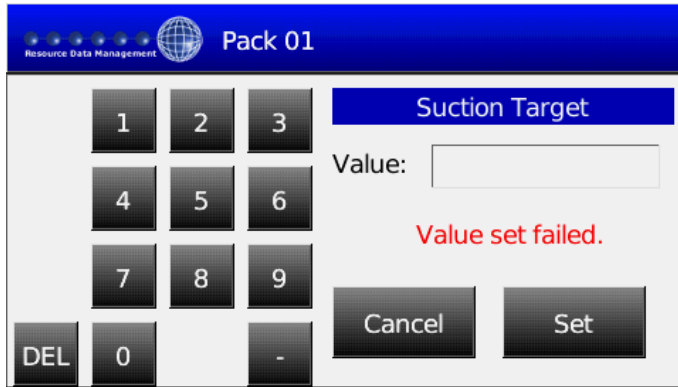 Resource Data Management
Pack 01
1 2 3
4 5 6
7 8 9
DEL 0 -
Suction Target
Value:
Value set failed.
Cancel Set